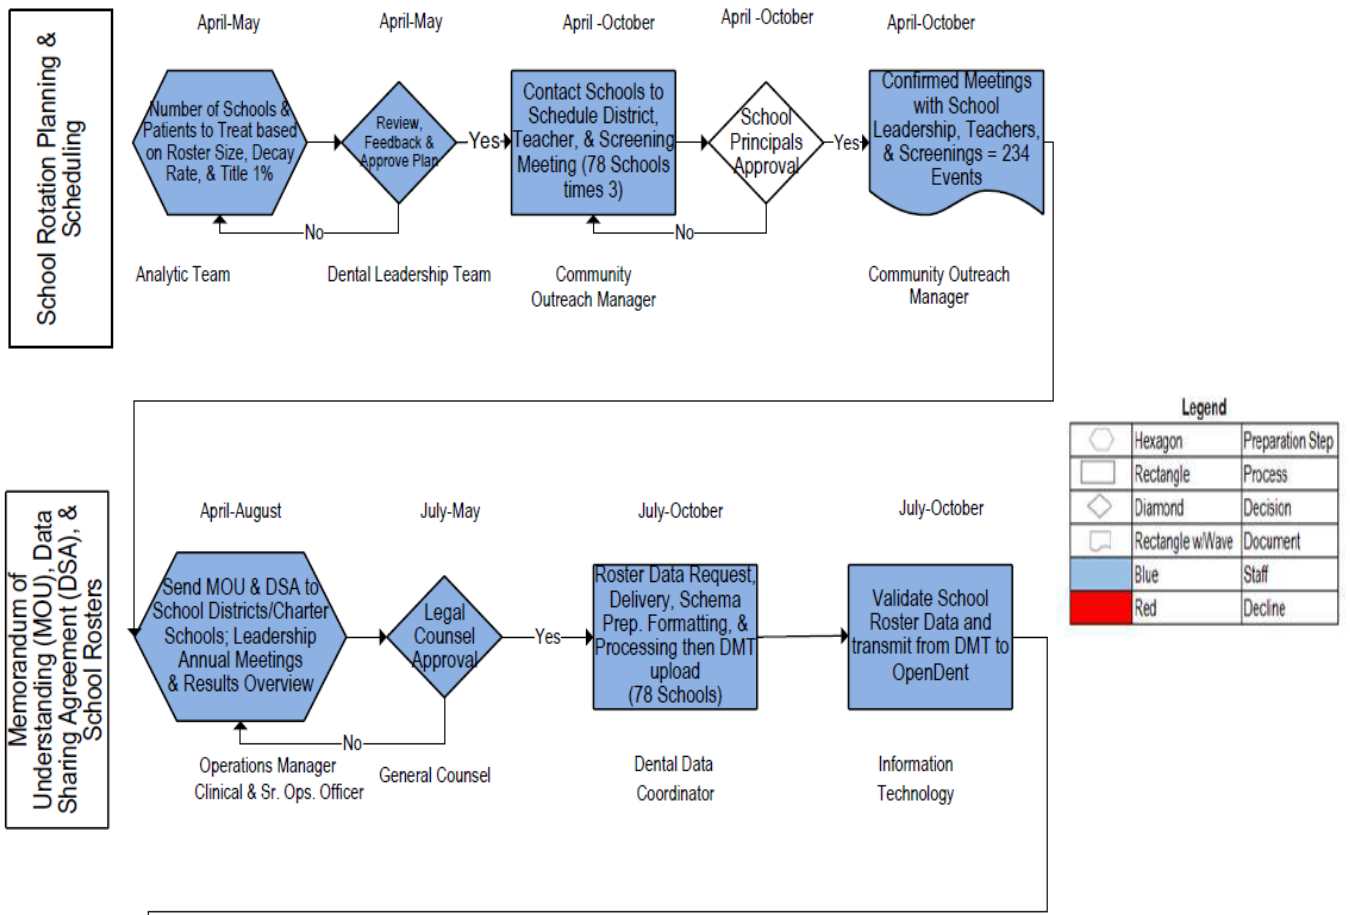 School Rotation Planning &
Scheduling
April-May
April-May
April -October
April -October
April-October
Number of Schools &
Patients to Treat based
on Roster Size, Decay
Rate, & Title 1%
Review,
Feedback &
Approve Plan
Yes
Contact Schools to
Schedule District,
Teacher, & Screening
Meeting (78 Schools
times 3)
School
Principals
Approval
Yes
Confirmed Meetings
with School
Leadership, Teachers,
& Screenings = 234
Events
No
No
Analytic Team
Dental Leadership Team
Community
Outreach Manager
Community Outreach
Manager
Legend
Hexagon
Preparation Step
Rectangle
Process
Diamond
Decision
Rectangle w/Wave
Document
Blue
Staff
Red
Decline
Memorandum of
Understanding (MOU), Data
Sharing Agreement (DSA), &
School Rosters
April-August
July-May
July-October
July-October
Send MOU & DSA to
School Districts/Charter
Schools; Leadership
Annual Meetings
& Results Overview
Legal
Counsel
Approval
Yes
Roster Data Request,
Delivery, Schema
Prep. Formatting, &
Processing then DMT
upload
(78 Schools)
Validate School
Roster Data and
transmit from DMT to
OpenDent
No
Operations Manager
Clinical & Sr. Ops. Officer
General Counsel
Dental Data
Coordinator
Information
Technology